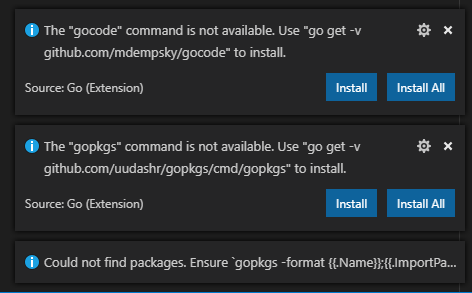 The "gocode" command is not available. Use "go get -v
github.com/mdempsky/gocode" to install.
Source: Go (Extension)
Install
Install All
The "gopkgs" command is not available. Use "go get -v
github.com/uudashr/gopkgs/cmd/gopkgs" to install.
Source: Go (Extension)
Install
Install All
Could not find packages. Ensure `gopkgs -format {{.Name}};{{.ImportPa...